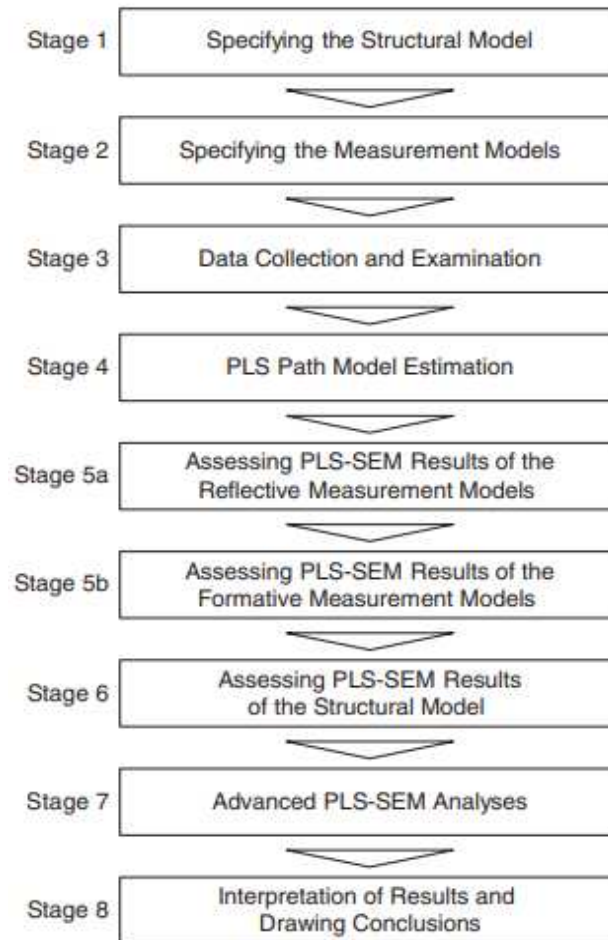 Stage 1
Specifying the Structural Model
Stage 2
Specifying the Measurement Models
Stage 3
Data Collection and Examination
Stage 4
PLS Path Model Estimation
Stage 5a
Assessing PLS-SEM Results of the
Reflective Measurement Models
Stage 5b
Assessing PLS-SEM Results of the
Formative Measurement Models
Stage 6
Assessing PLS-SEM Results
of the Structural Model
Stage 7
Advanced PLS-SEM Analyses
Stage 8
Interpretation of Results and
Drawing Conclusions